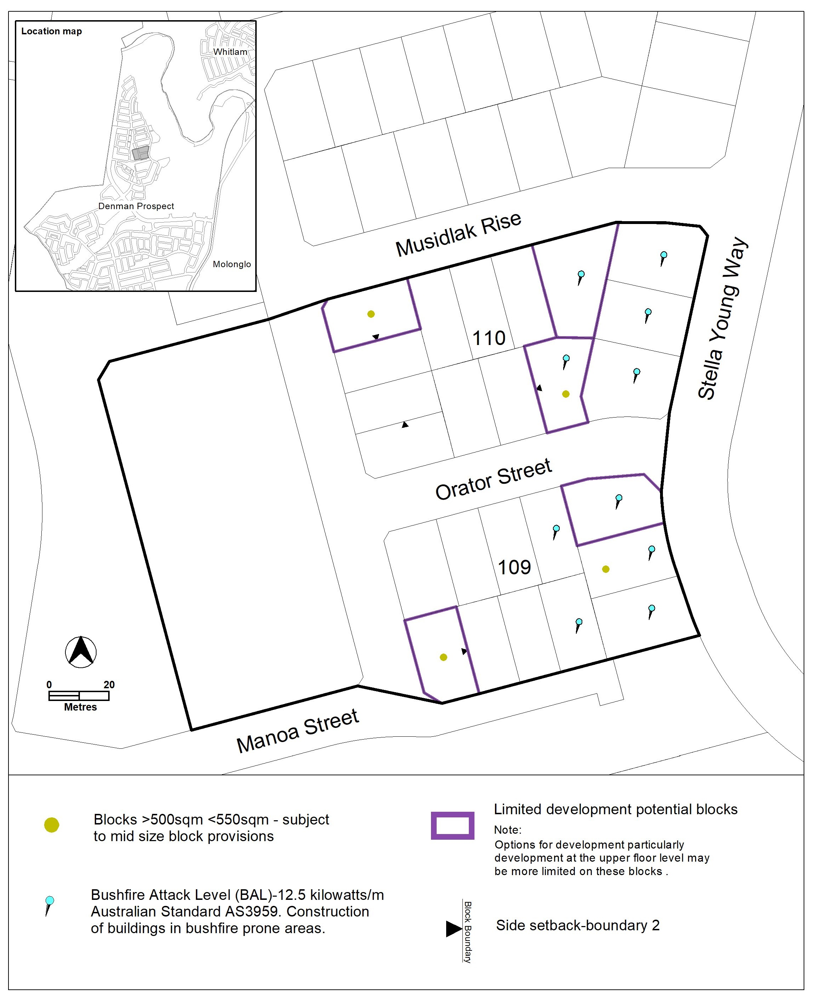 Location map
Whitlam
Denman Prospect
Molonglo
Musidlak Rise
Stella Young Way
110
Orator Street
109
0 20
Metres
Manoa Street
Blocks >500sqm <550sqm - subject
to mid size block provisions
Limited development potential blocks
Note:
Options for development particularly
development at the upper floor level may
be more limited on these blocks .
Bushfire Attack Level (BAL)-12.5 kilowatts/m
Australian Standard AS3959. Construction
of buildings in bushfire prone areas.
Block Boundary
Side setback-boundary 2